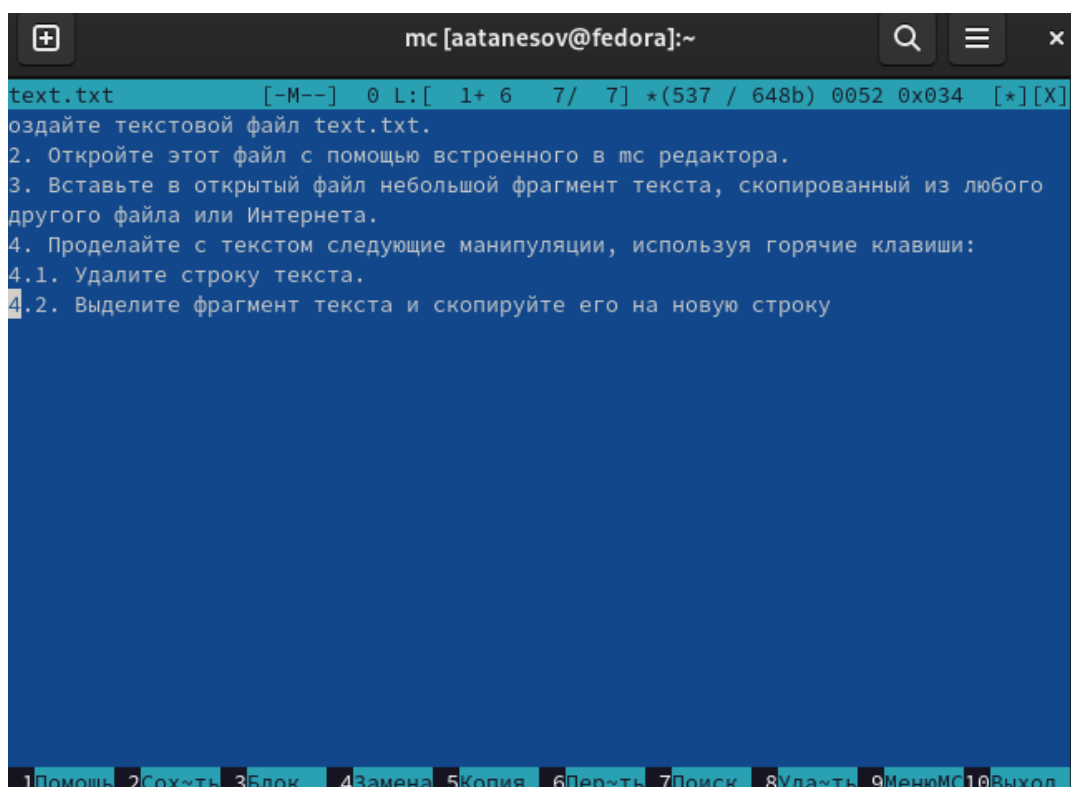 mc [aatanesov@fedora]:~
text.txt [-M--] 0 L:[ 1+ 6 7/ 7] *(537 / 648b) 0052 0x034 [*][X]
оздайте текстовой файл text.txt.
2. Откройте этот файл с помощью встроенного в mc редактора.
3. Вставьте в открытый файл небольшой фрагмент текста, скопированный из любого
другого файла или Интернета.
4. Проделайте с текстом следующие манипуляции, используя горячие клавиши:
4.1. Удалите строку текста.
4.2. Выделите фрагмент текста и скопируйте его на новую строку
1Помощь 2Сох~ть 3Блок 4Замена 5Копия 6Пер~ть 7Поиск 8Уда~ть 9МенюMC 10Выход